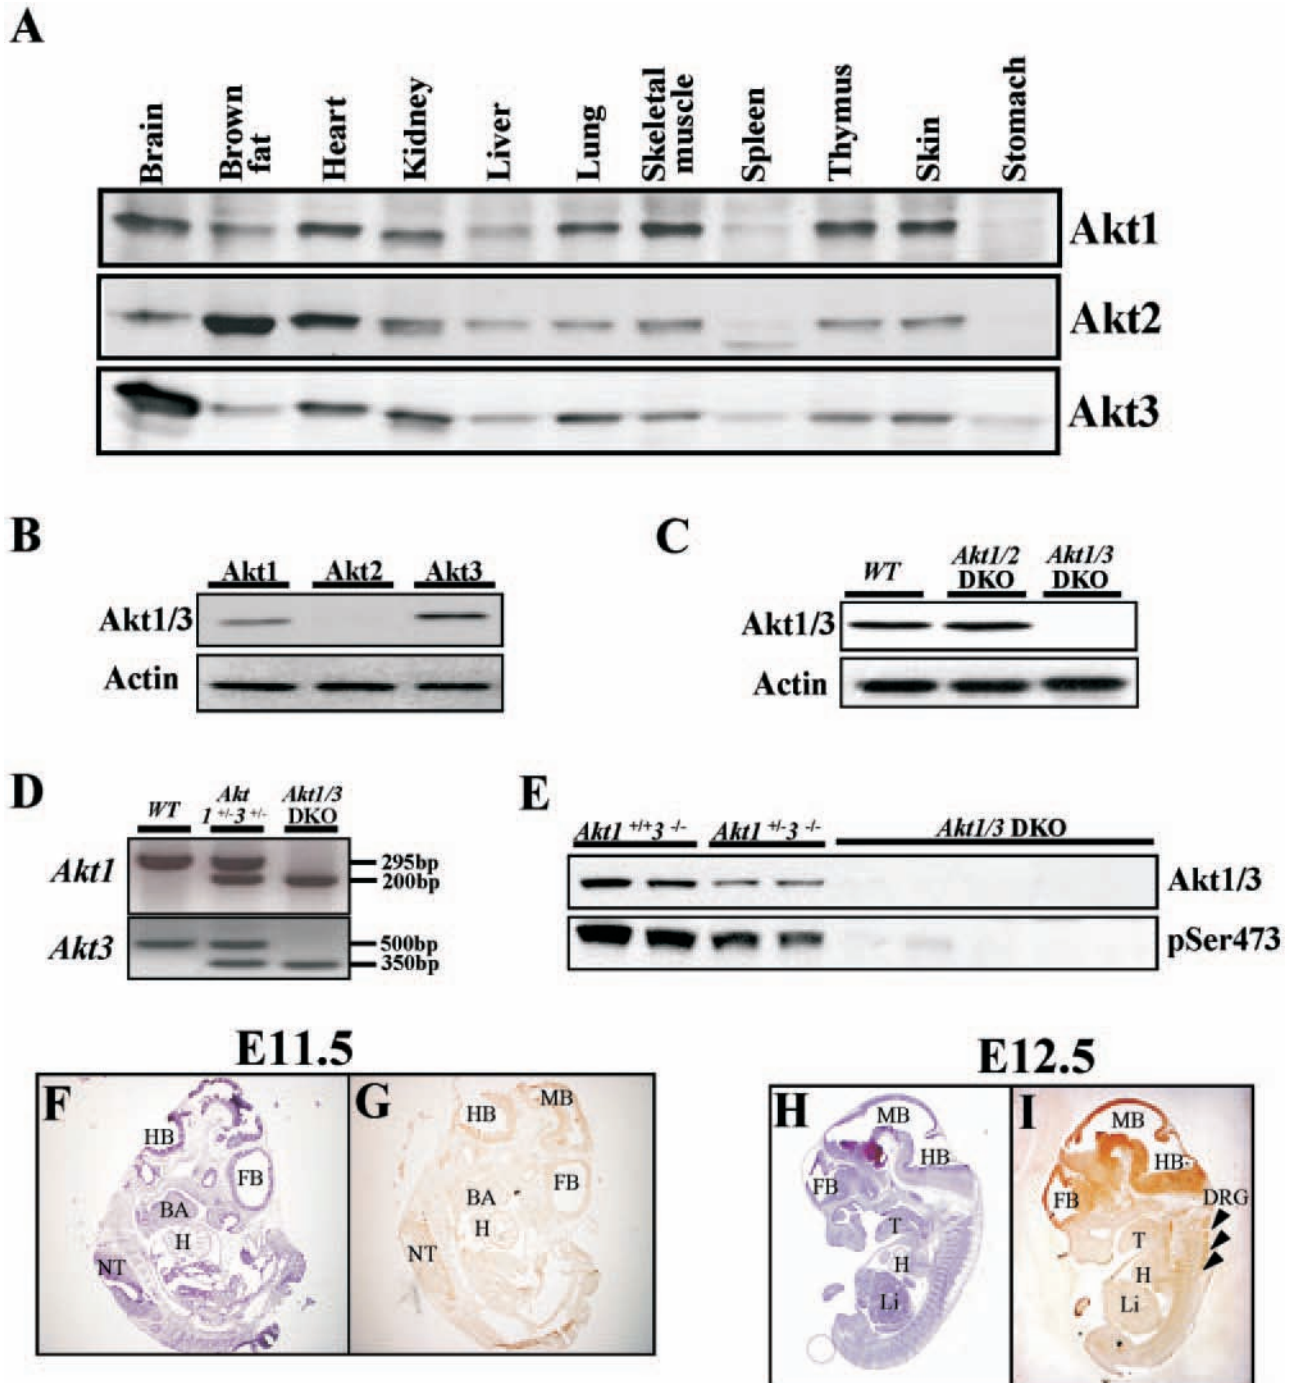 A
Brain
Brown
fat
Heart
Kidney
Liver
Lung
Skeletal
muscle
Spleen
Thymus
Skin
Stomach
Akt1
Akt2
Akt3
B
Akt1 Akt2 Akt3
Akt1/3
Actin
C
WT Akt1/2 DKO Akt1/3 DKO
Akt1/3
Actin
D
WT Akt 1 +/- 3 +/- Akt1/3 DKO
Akt1 295bp
200bp
Akt3 500bp
350bp
E
Akt1 +/+ 3 -/- Akt1 +/- 3 -/- Akt1/3 DKO
Akt1/3
pSer473
E11.5
F
HB
FB
BA
H
NT
G
MB
HB
FB
BA
H
NT
E12.5
H
MB
HB
FB
T
H
Li
I
MB
HB
FB
DRG
T
H
Li